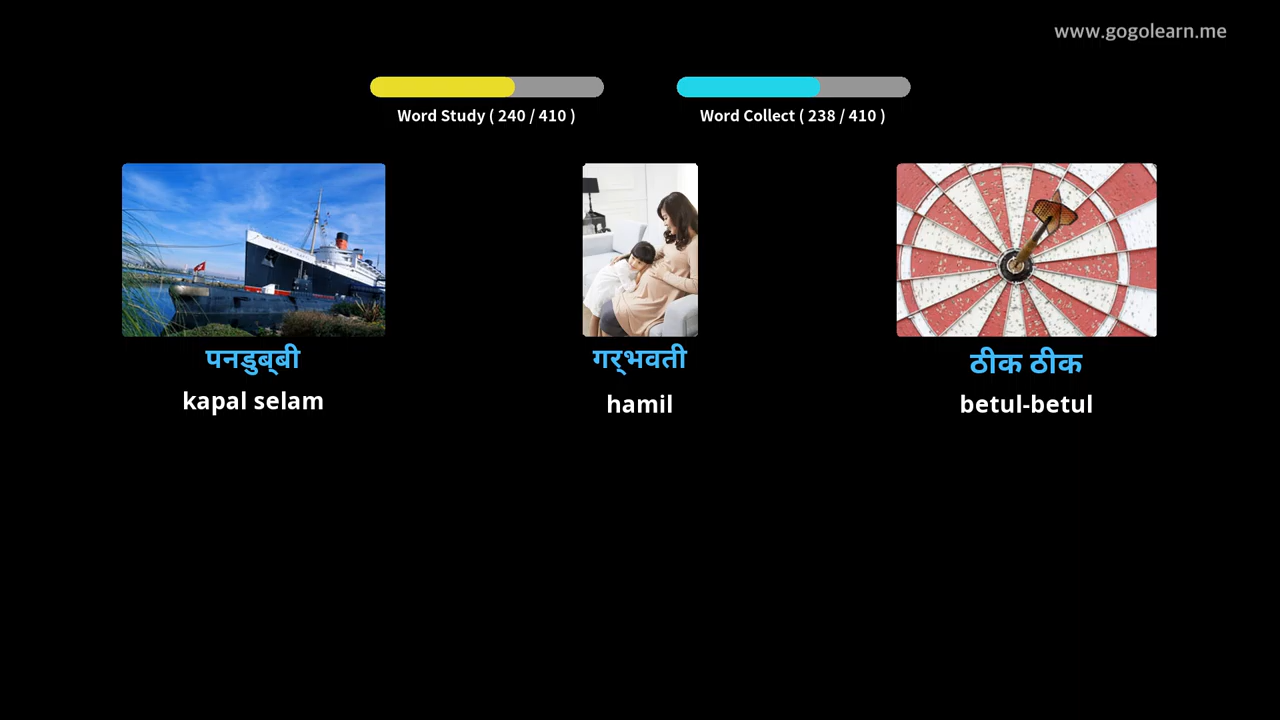 www.gogolearn.me
Word Study ( 240 / 410 )
Word Collect ( 238 / 410 )
पनडुब्बी
गर्भवती
ठीक ठीक
kapal selam
hamil
betul-betul